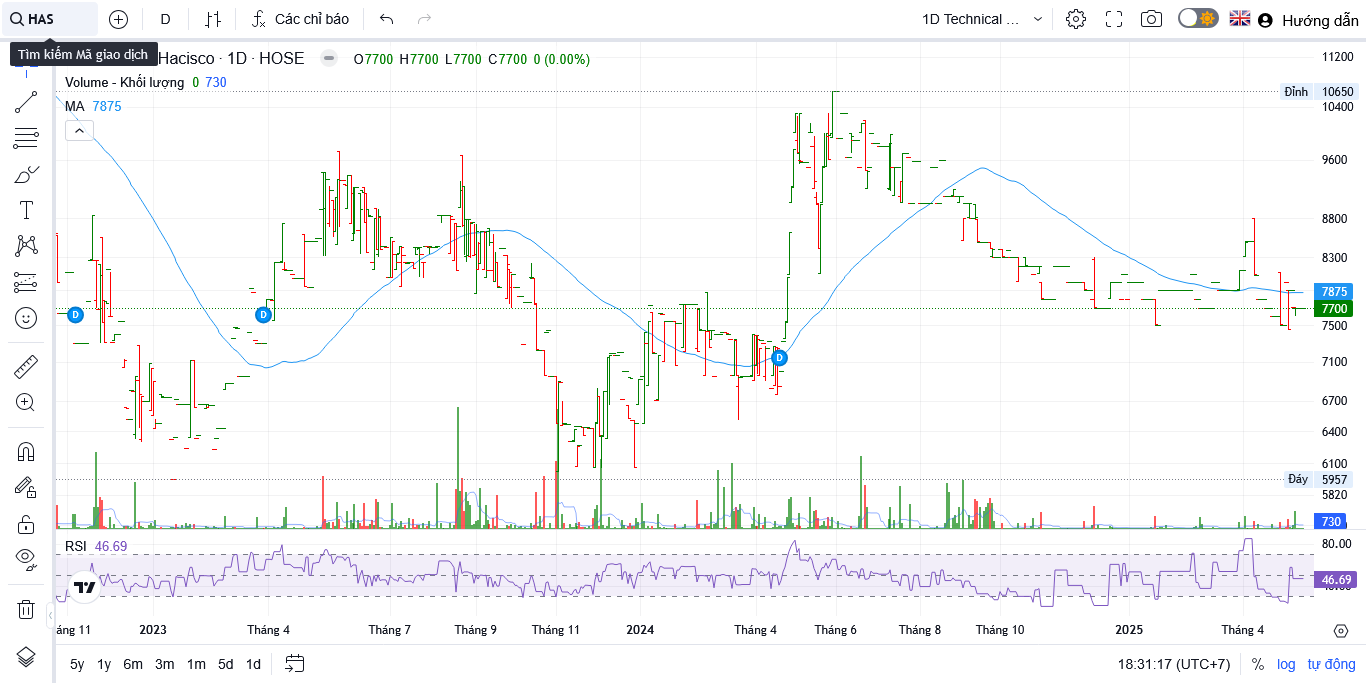 HAS
D
Các chỉ báo
1D Technical ...
Hướng dẫn
Tìm kiếm Mã giao dịch
Hacisco · 1D · HOSE
O7700 H7700 L7700 C7700 0 (0.00%)
Volume - Khối lượng 0 730
MA 7875
11200
Đỉnh 10650
10400
9600
8800
8300
7875
7700
7500
7100
6700
6400
6100
Đáy 5957
5820
730
D
D
D
RSI 46.69
80.00
46.69
áng 11
2023
Tháng 4
Tháng 7
Tháng 9
Tháng 11
2024
Tháng 4
Tháng 6
Tháng 8
Tháng 10
2025
Tháng 4
5y 1y 6m 3m 1m 5d 1d
18:31:17 (UTC+7)
% log tự động